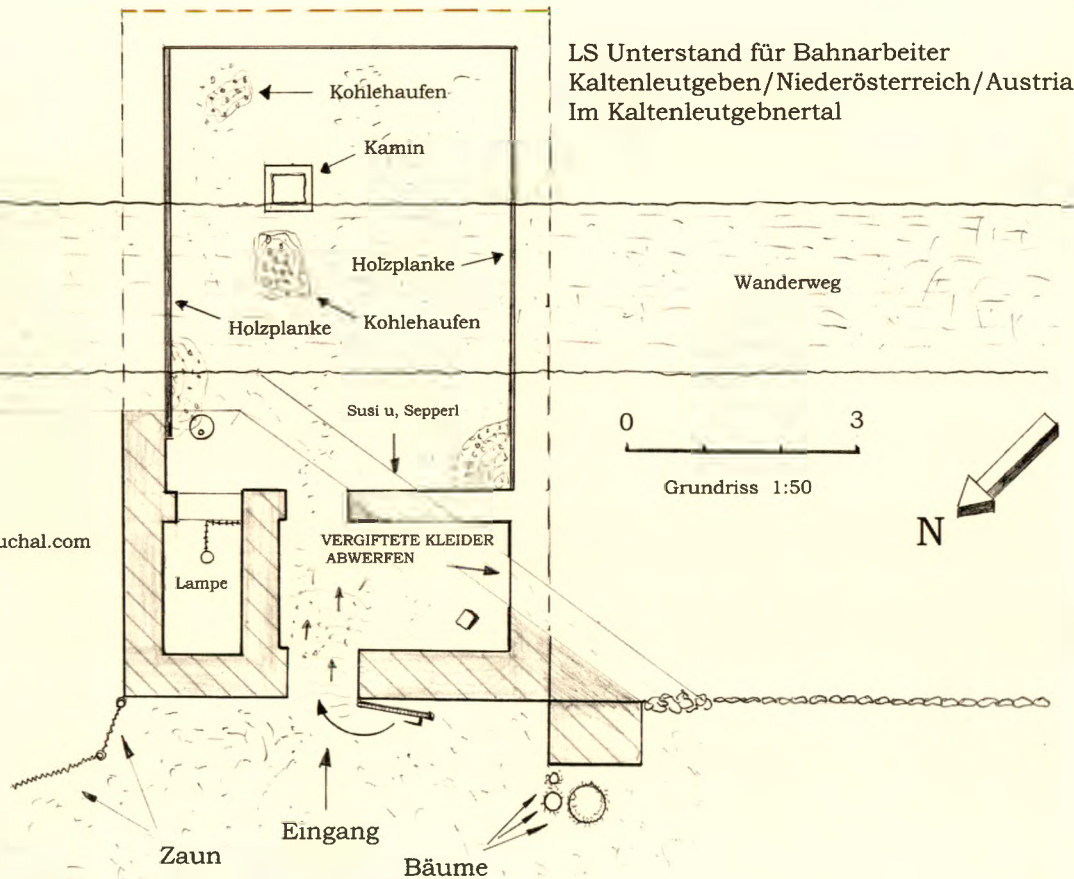 LS Unterstand für Bahnarbeiter
Kaltenleutgeben/Niederösterreich/Austria
Im Kaltenleutgebnertal
Kohlehaufen
Kamin
Holzplanke
Wanderweg
Holzplanke
Kohlehaufen
Susi u, Sepperl
0 3
Grundriss 1:50
N
uchal.com
VERGIFTETE KLEIDER
ABWERFEN
Lampe
Eingang
Zaun
Bäume